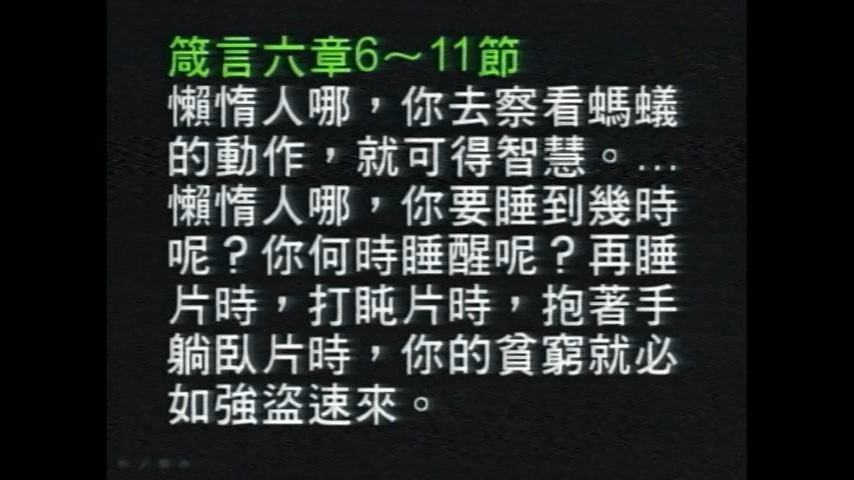 箴言六章6～11節
懶惰人哪，你去察看螞蟻
的動作，就可得智慧。...
懶惰人哪，你要睡到幾時
呢？你何時睡醒呢？再睡
片時，打盹片時，抱著手
躺臥片時，你的貧窮就必
如強盜速來。